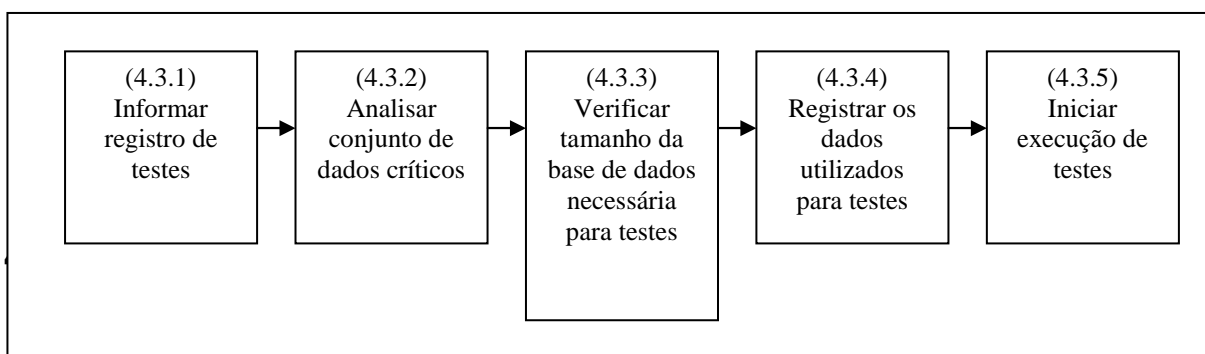 (4.3.1)
Informar
registro de
testes
(4.3.2)
Analisar
conjunto de
dados críticos
(4.3.3)
Verificar
tamanho da
base de dados
necessária
para testes
(4.3.4)
Registrar os
dados
utilizados
para testes
(4.3.5)
Iniciar
execução de
testes